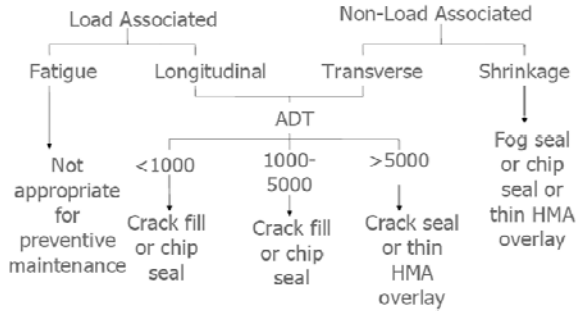 Load Associated
Non-Load Associated
Fatigue
Longitudinal
Transverse
Shrinkage
ADT
<1000
1000-
5000
>5000
Not
appropriate
for
preventive
maintenance
Crack fill
or chip
seal
Crack fill
or chip
seal
Crack seal
or thin
HMA
overlay
Fog seal
or chip
seal or
thin HMA
overlay